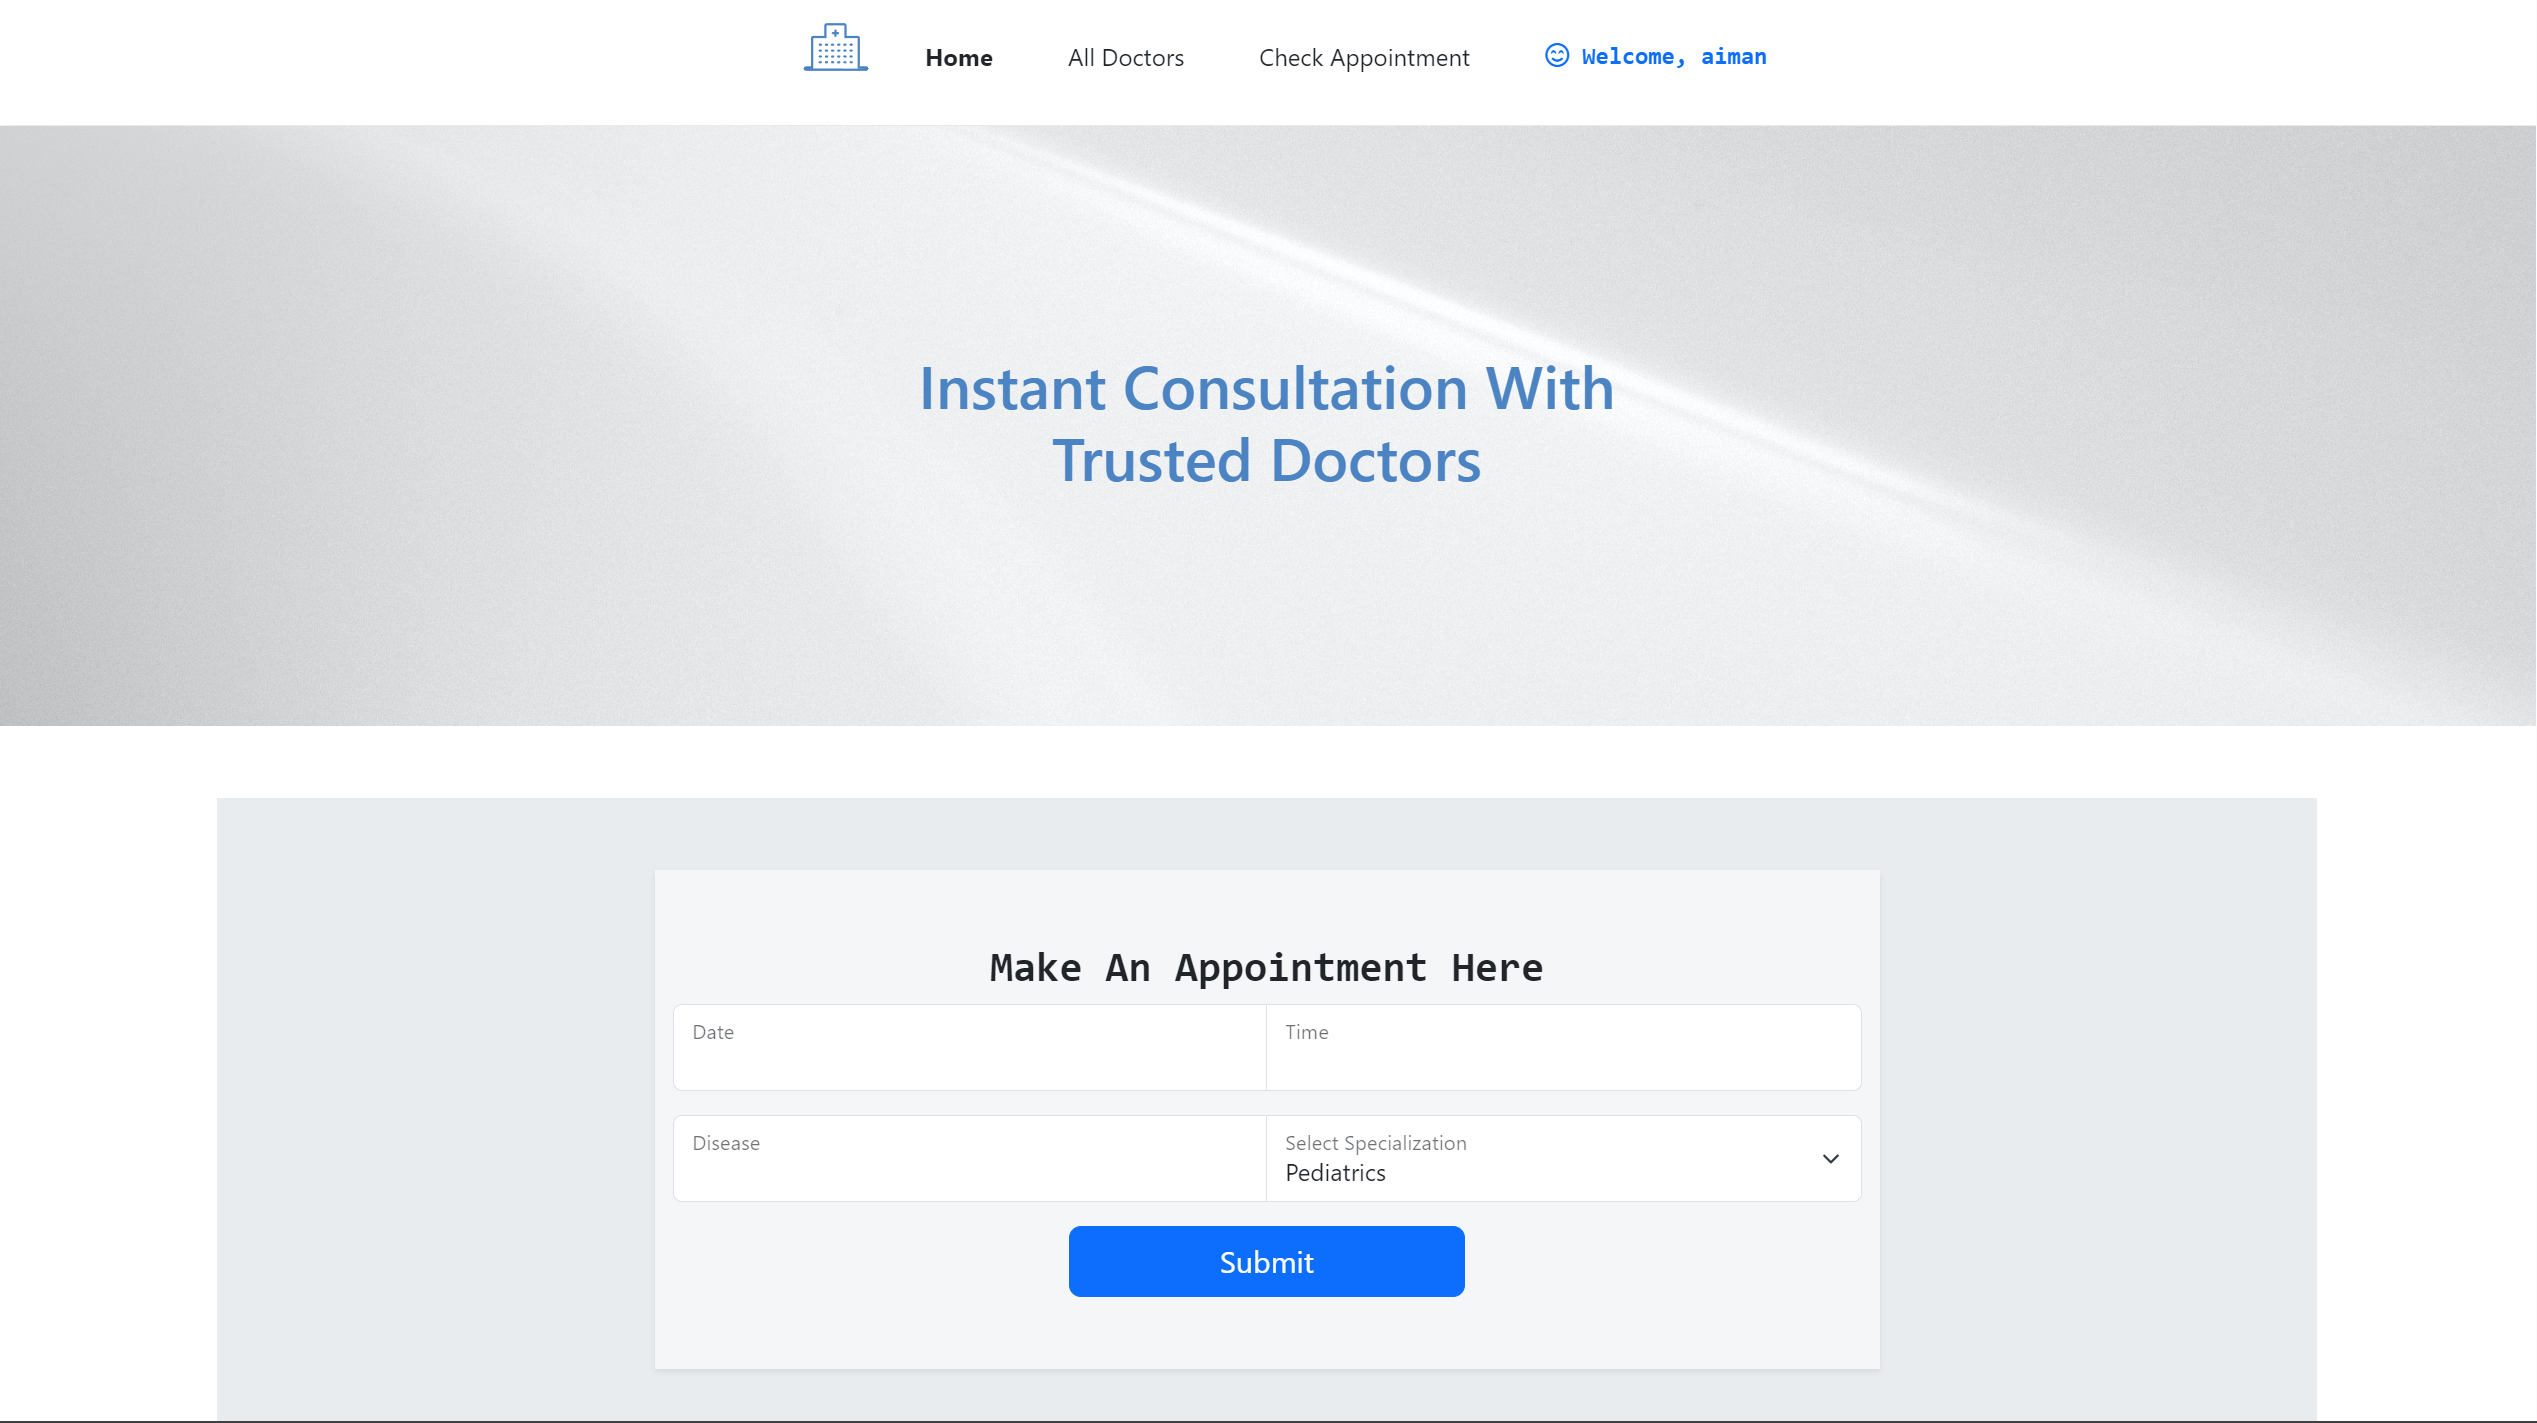 Home All Doctors Check Appointment Welcome, aiman
Instant Consultation With
Trusted Doctors
Make An Appointment Here
Date Time
Disease Select Specialization
Pediatrics
Submit